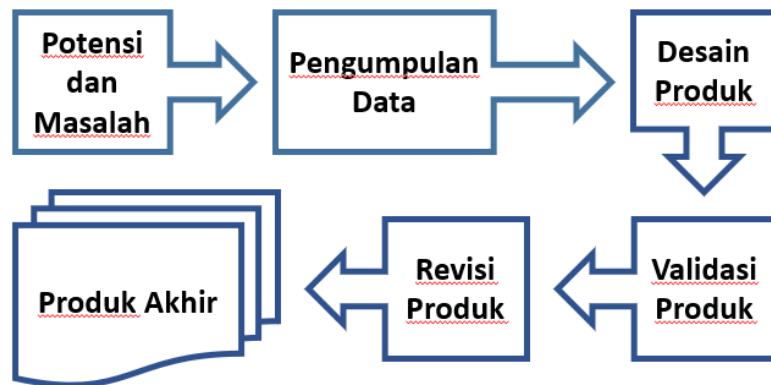 Potensi
dan
Masalah
Pengumpulan
Data
Desain
Produk
Validasi
Produk
Revisi
Produk
Produk Akhir